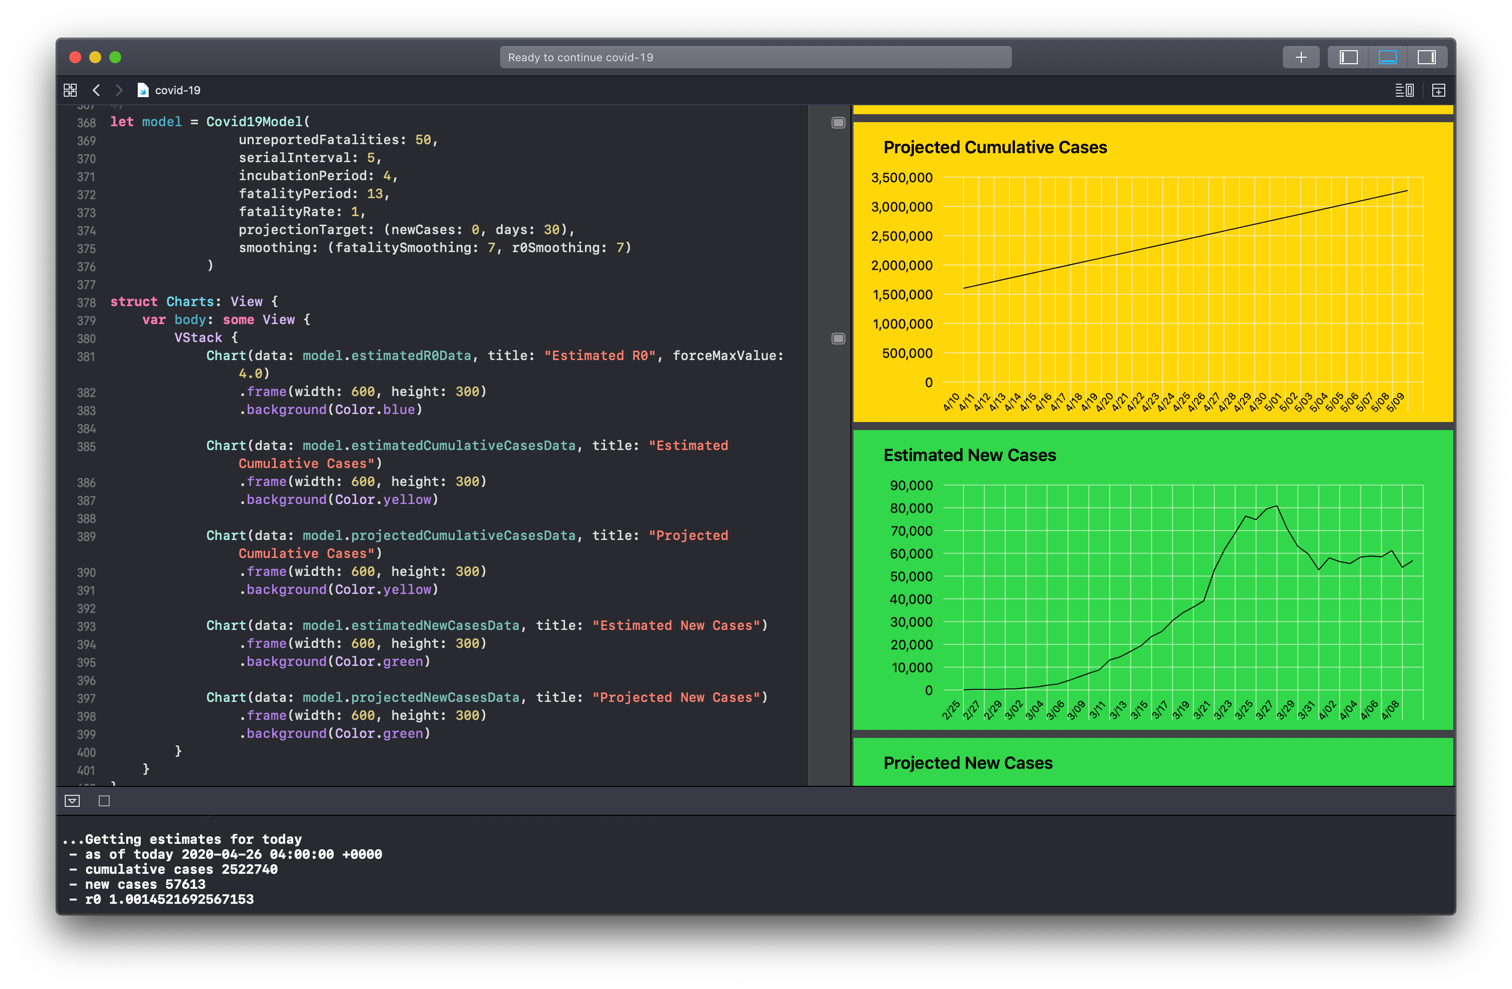 Ready to continue covid-19
covid-19
368 let model = Covid19Model(
369 unreportedFatalities: 50,
370 serialInterval: 5,
371 incubationPeriod: 4,
372 fatalityPeriod: 13,
373 fatalityRate: 1,
374 projectionTarget: (newCases: 0, days: 30),
375 smoothing: (fatalitySmoothing: 7, r0Smoothing: 7)
376 )
377
378 struct Charts: View {
379 var body: some View {
380 VStack {
381 Chart(data: model.estimatedR0Data, title: "Estimated R0", forceMaxValue:
4.0)
382 .frame(width: 600, height: 300)
383 .background(Color.blue)
384
385 Chart(data: model.estimatedCumulativeCasesData, title: "Estimated
Cumulative Cases")
386 .frame(width: 600, height: 300)
387 .background(Color.yellow)
388
389 Chart(data: model.projectedCumulativeCasesData, title: "Projected
Cumulative Cases")
390 .frame(width: 600, height: 300)
391 .background(Color.yellow)
392
393 Chart(data: model.estimatedNewCasesData, title: "Estimated New Cases")
394 .frame(width: 600, height: 300)
395 .background(Color.green)
396
397 Chart(data: model.projectedNewCasesData, title: "Projected New Cases")
398 .frame(width: 600, height: 300)
399 .background(Color.green)
400 }
401 }
Projected Cumulative Cases
3,500,000
3,000,000
2,500,000
2,000,000
1,500,000
1,000,000
500,000
0
4/10 4/11 4/12 4/13 4/14 4/15 4/16 4/17 4/18 4/19 4/20 4/21 4/22 4/23 4/24 4/25 4/26 4/27 4/28 4/29 4/30 5/01 5/02 5/03 5/04 5/05 5/06 5/07 5/08 5/09
Estimated New Cases
90,000
80,000
70,000
60,000
50,000
40,000
30,000
20,000
10,000
0
2/25 2/27 2/29 3/02 3/04 3/06 3/09 3/11 3/13 3/15 3/17 3/19 3/21 3/23 3/25 3/27 3/29 3/31 4/02 4/04 4/06 4/08
Projected New Cases
...Getting estimates for today
- as of today 2020-04-26 04:00:00 +0000
- cumulative cases 2522740
- new cases 57613
- r0 1.0014521692567153